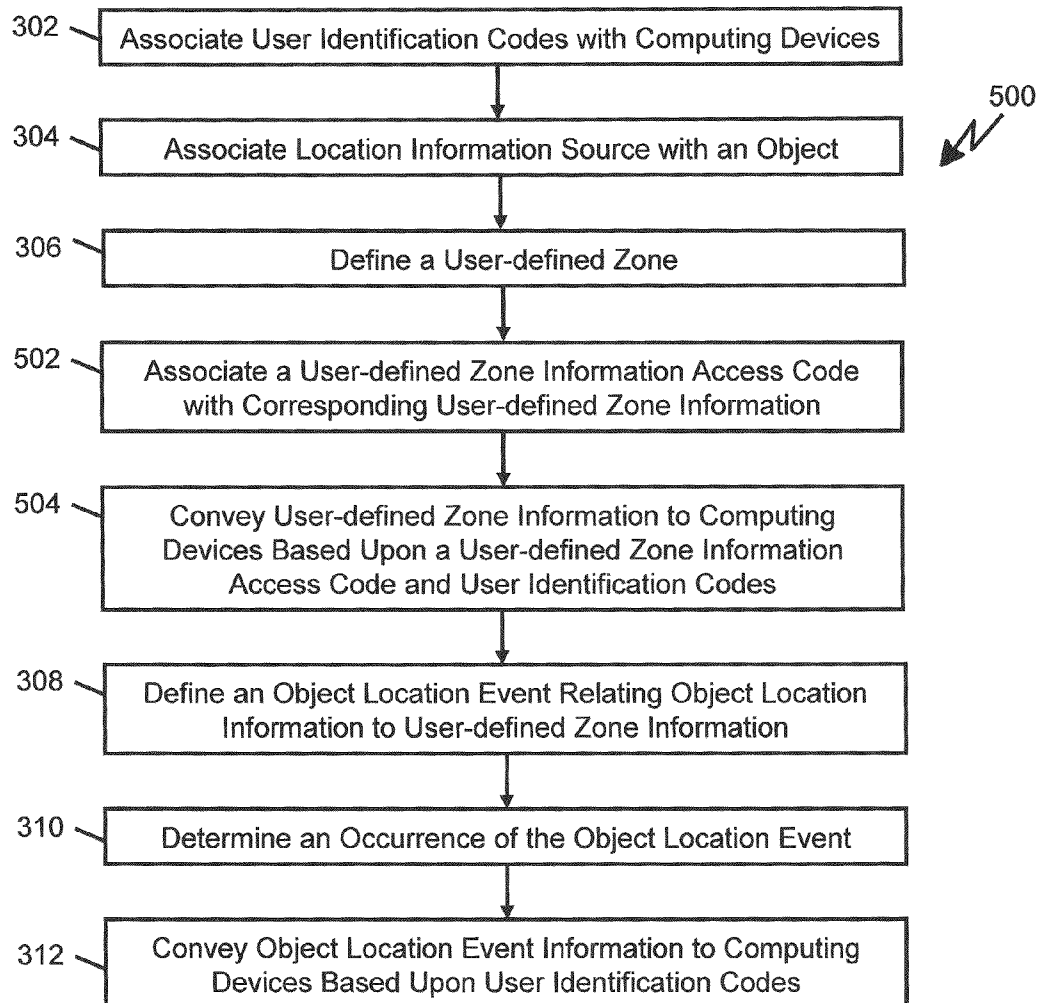 302
Associate User Identification Codes with Computing Devices
500
304
Associate Location Information Source with an Object
306
Define a User-defined Zone
502
Associate a User-defined Zone Information Access Code
with Corresponding User-defined Zone Information
504
Convey User-defined Zone Information to Computing
Devices Based Upon a User-defined Zone Information
Access Code and User Identification Codes
308
Define an Object Location Event Relating Object Location
Information to User-defined Zone Information
310
Determine an Occurrence of the Object Location Event
312
Convey Object Location Event Information to Computing
Devices Based Upon User Identification Codes